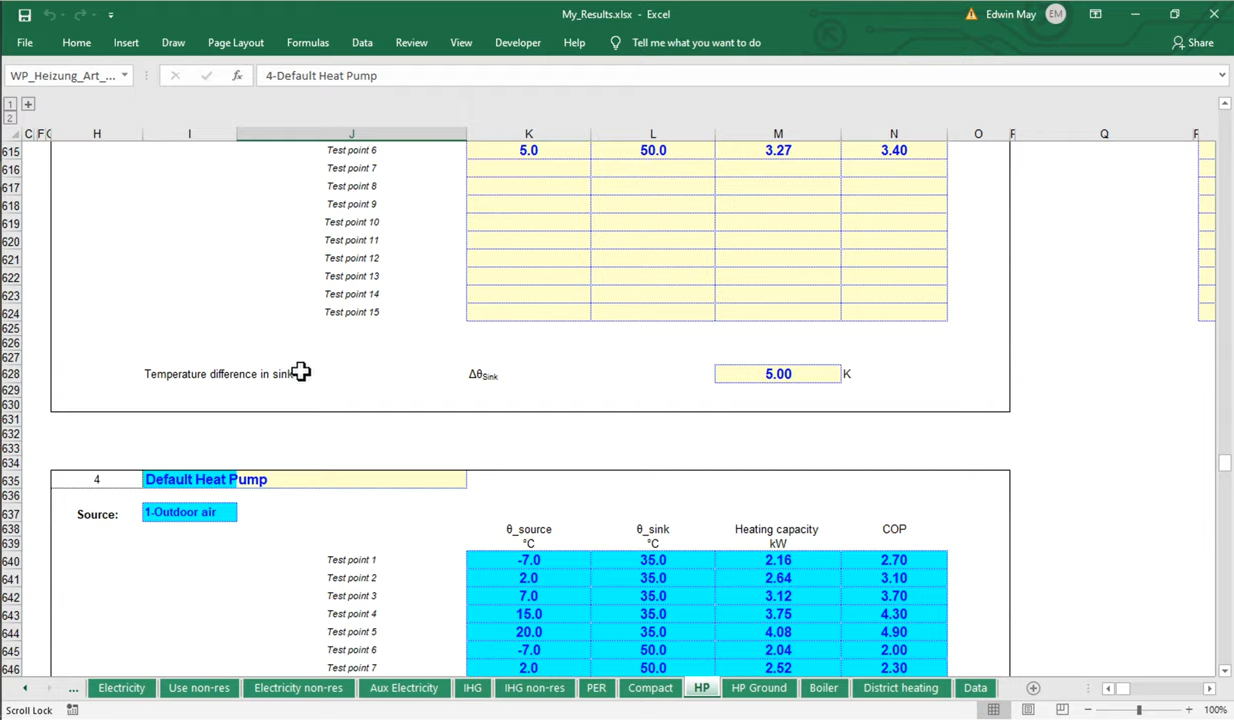 My_Results.xlsx - Excel
Edwin May
EM
File Home Insert Draw Page Layout Formulas Data Review View Developer Help Tell me what you want to do Share
WP_Heizung_Art_... fx 4-Default Heat Pump
1
2
C F G H I J K L M N O P Q R
615 Test point 6 5.0 50.0 3.27 3.40
616 Test point 7
617 Test point 8
618 Test point 9
619 Test point 10
620 Test point 11
621 Test point 12
622 Test point 13
623 Test point 14
624 Test point 15
625
626
627
628 Temperature difference in sink ΔθSink 5.00 K
629
630
631
632
633
634
635 4 Default Heat Pump
636
637 Source: 1-Outdoor air
638 θ_source θ_sink Heating capacity COP
639 °C °C kW
640 Test point 1 -7.0 35.0 2.16 2.70
641 Test point 2 2.0 35.0 2.64 3.10
642 Test point 3 7.0 35.0 3.12 3.70
643 Test point 4 15.0 35.0 3.75 4.30
644 Test point 5 20.0 35.0 4.08 4.90
645 Test point 6 -7.0 50.0 2.04 2.00
646 Test point 7 2.0 50.0 2.52 2.30
... Electricity Use non-res Electricity non-res Aux Electricity IHG IHG non-res PER Compact HP HP Ground Boiler District heating Data
Scroll Lock 100%